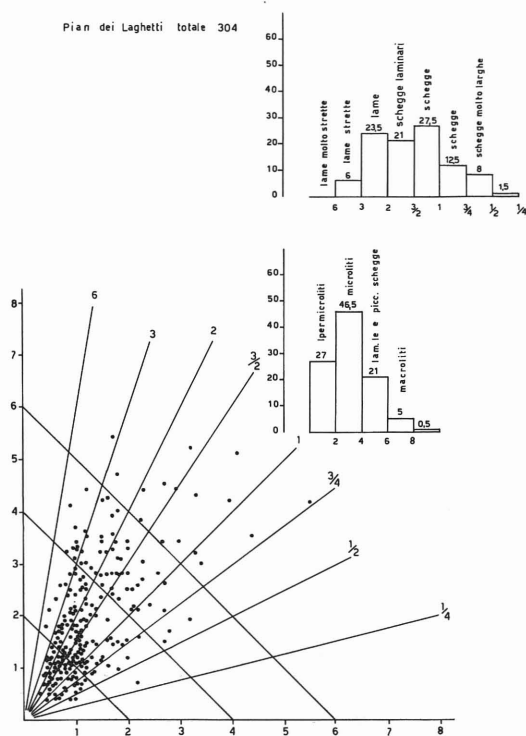 Pian dei Laghetti totale 304
60
50
40
30
20
10
0
lame molto strette
lame strette
lame
schegge laminari
schegge
schegge
schegge molto larghe
6
23,5
21
27,5
12,5
8
1,5
6 3 2 3/2 1 3/4 1/2 1/4
60
50
40
30
20
10
0
Ipermicroliti
microliti
lam.le e picc. schegge
macroliti
27
46,5
21
5
0,5
2 4 6 8
8
7
6
5
4
3
2
1
6
3
2
3/2
1
3/4
1/2
1/4
1 2 3 4 5 6 7 8